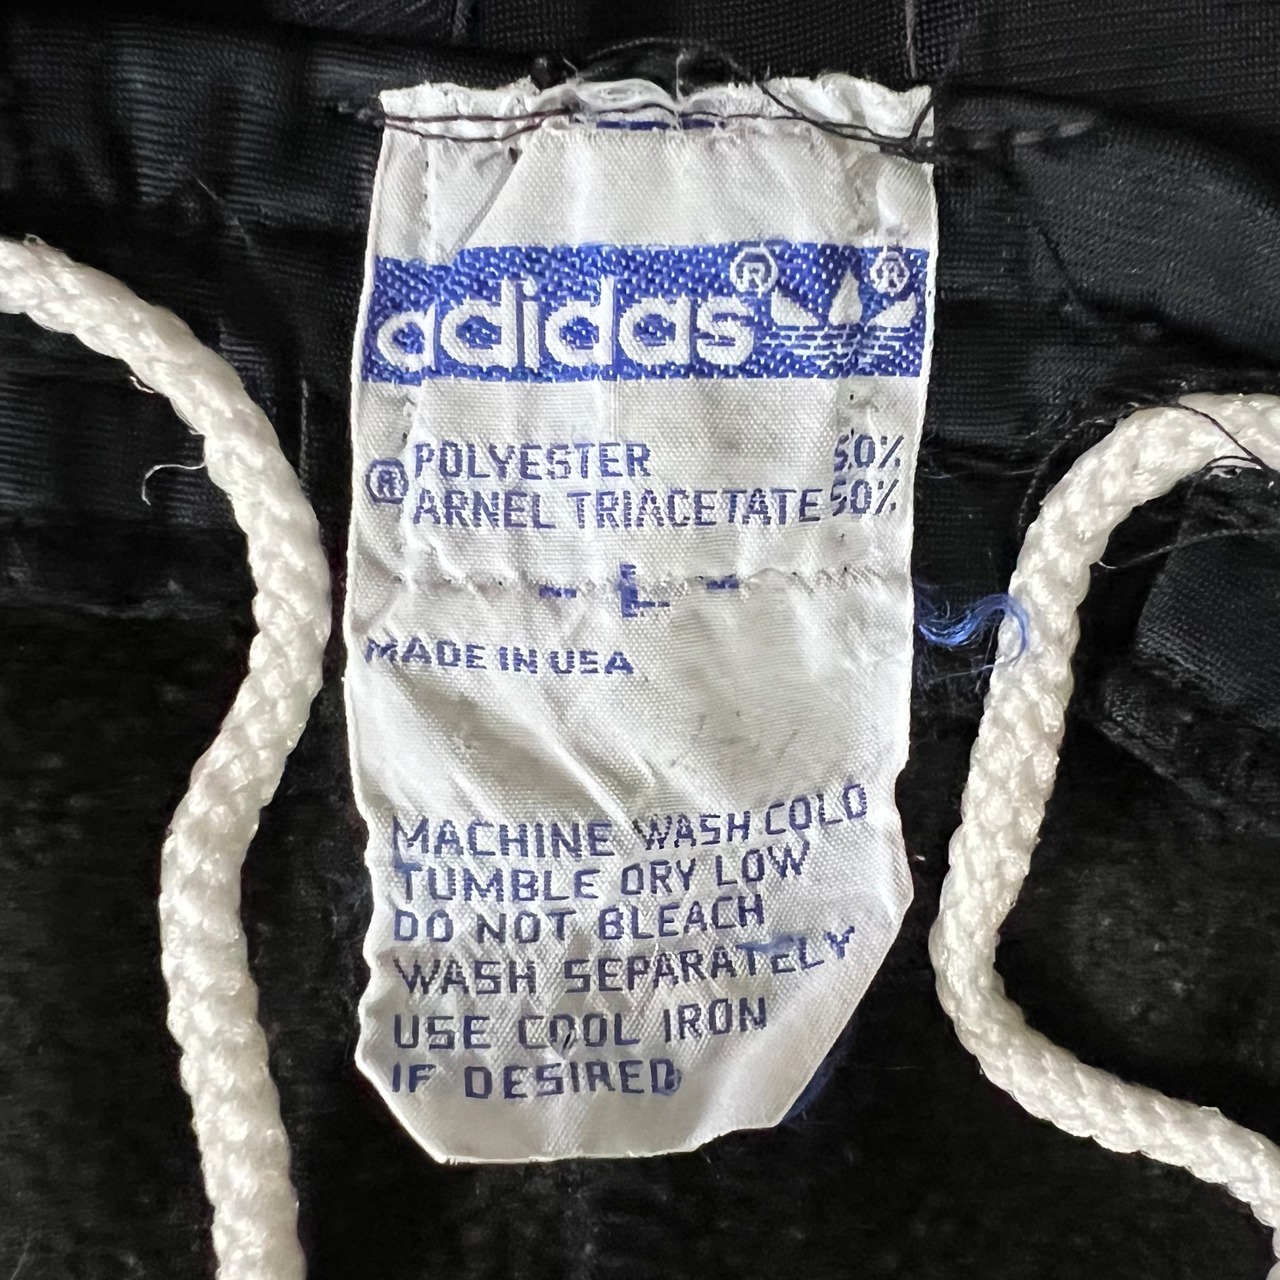 adidas® ®
POLYESTER 50%
® ARNEL TRIACETATE 50%
- L -
MADE IN USA
MACHINE WASH COLD
TUMBLE DRY LOW
DO NOT BLEACH
WASH SEPARATELY
USE COOL IRON
IF DESIRED